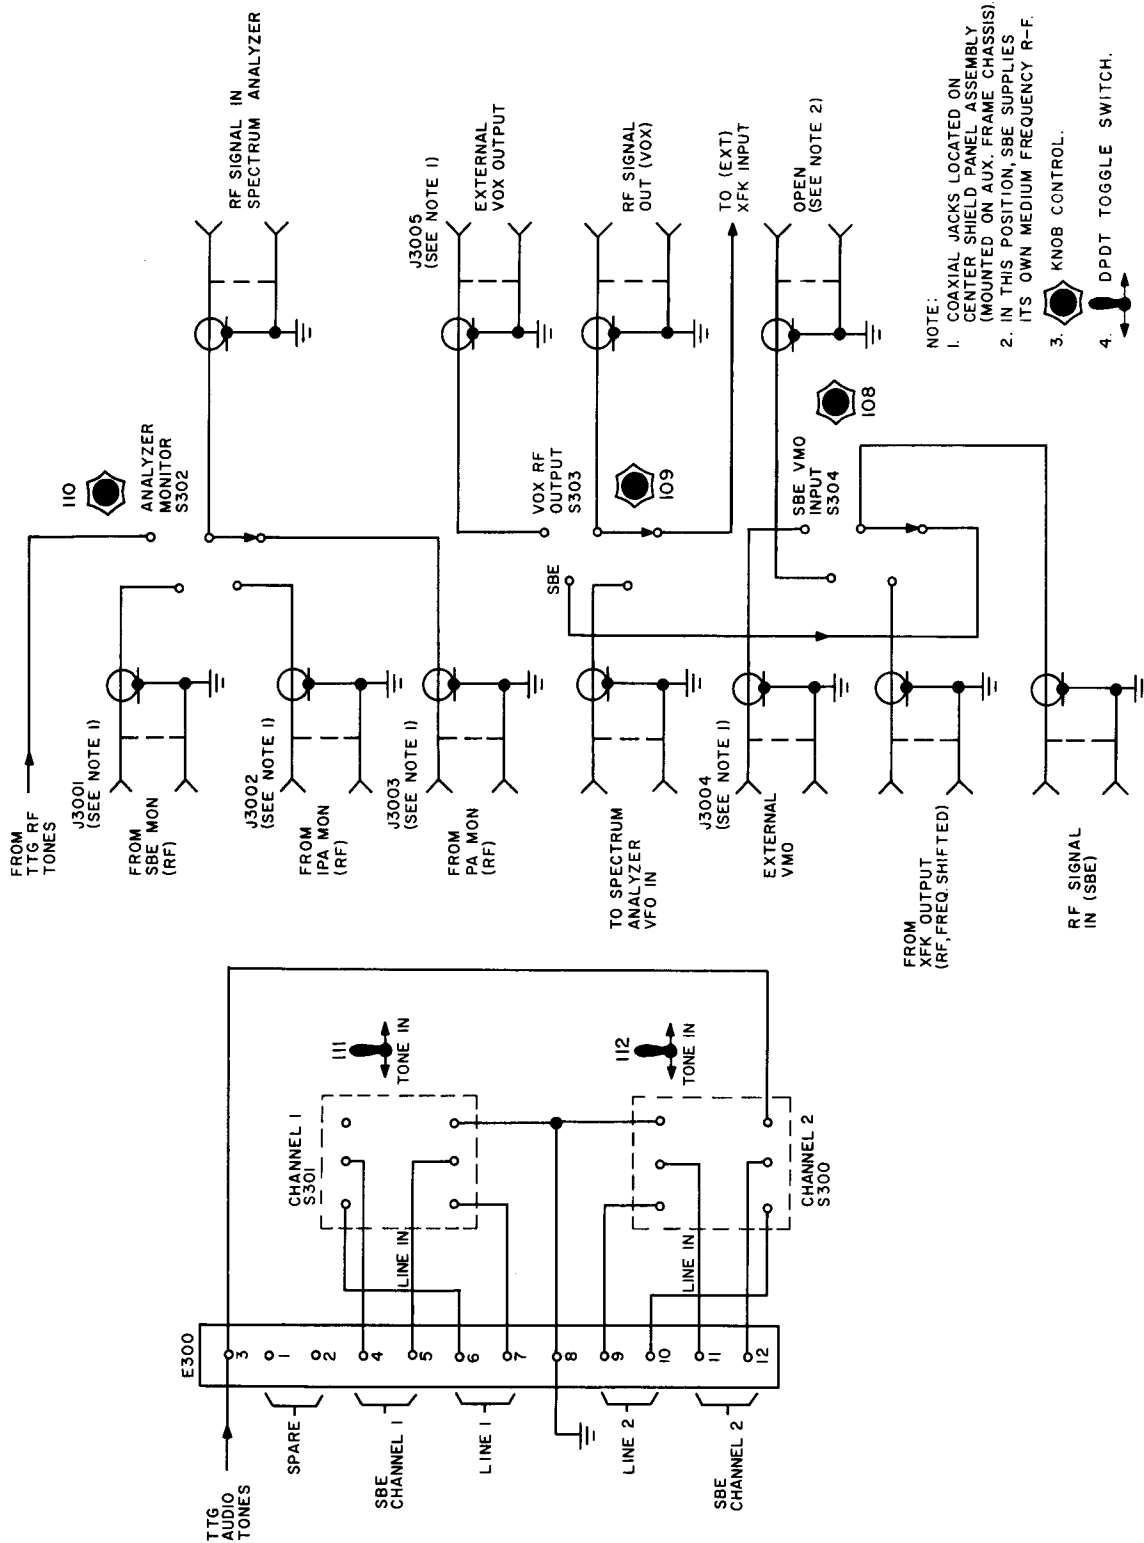 TTG
AUDIO
TONES
SPARE
SBE
CHANNEL 1
LINE 1
LINE 2
SBE
CHANNEL 2
E300
3
1
2
4
5
6
7
8
9
10
11
12
LINE IN
CHANNEL 1
S301
111
TONE IN
LINE IN
CHANNEL 2
S300
112
TONE IN
FROM
TTG RF
TONES
J3001
(SEE NOTE 1)
FROM
SBE MON
(RF)
J3002
(SEE NOTE 1)
FROM
IPA MON
(RF)
J3003
(SEE NOTE 1)
FROM
PA MON
(RF)
TO SPECTRUM
ANALYZER
VFO IN
J3004
(SEE NOTE 1)
EXTERNAL
VMO
FROM
XFK OUTPUT
(RF, FREQ. SHIFTED)
RF SIGNAL
IN (SBE)
110
ANALYZER
MONITOR
S302
SBE
VOX RF
OUTPUT
S303
109
SBE VMO
INPUT
S304
108
RF SIGNAL IN
SPECTRUM ANALYZER
J3005
(SEE NOTE 1)
EXTERNAL
VOX OUTPUT
RF SIGNAL
OUT (VOX)
TO (EXT)
XFK INPUT
OPEN
(SEE NOTE 2)
NOTE:
1. COAXIAL JACKS LOCATED ON
CENTER SHIELD PANEL ASSEMBLY
(MOUNTED ON AUX. FRAME CHASSIS).
2. IN THIS POSITION, SBE SUPPLIES
ITS OWN MEDIUM FREQUENCY R-F.
3. KNOB CONTROL.
4. DPDT TOGGLE SWITCH.